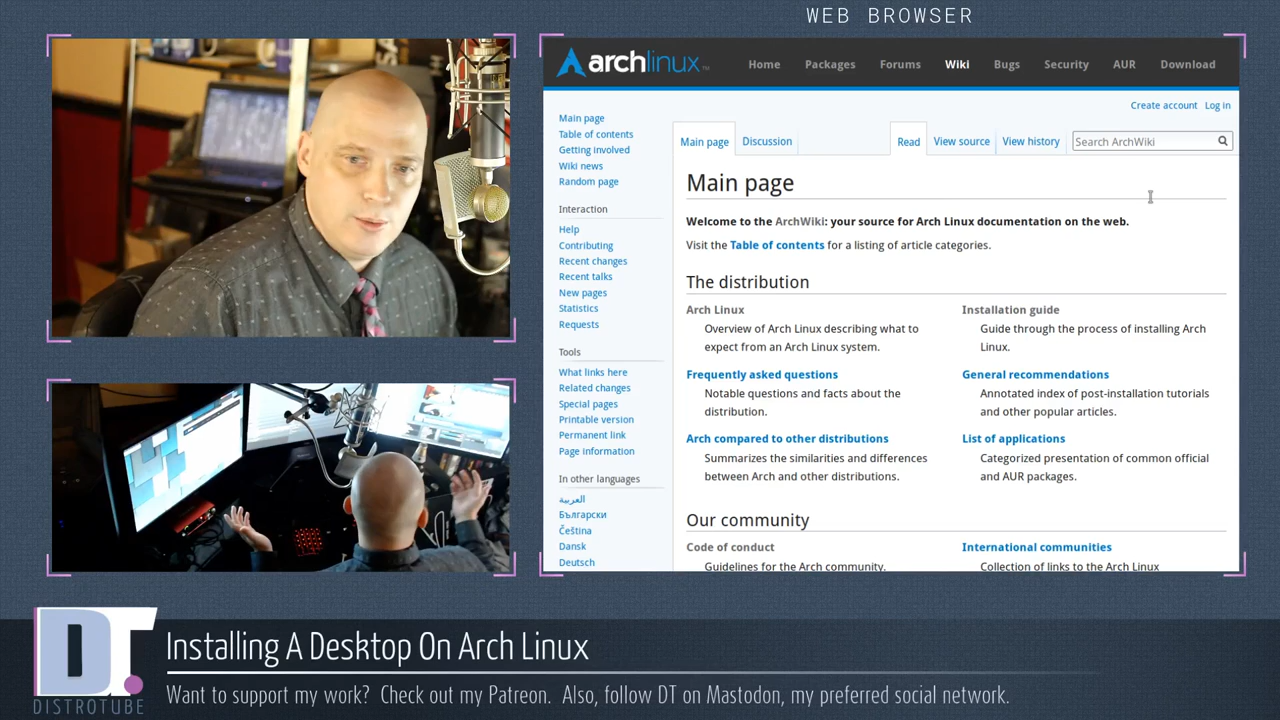 WEB BROWSER
archlinux™
Home Packages Forums Wiki Bugs Security AUR Download
Create account Log in
Main page
Table of contents
Getting involved
Wiki news
Random page
Interaction
Help
Contributing
Recent changes
Recent talks
New pages
Statistics
Requests
Tools
What links here
Related changes
Special pages
Printable version
Permanent link
Page information
In other languages
العربية
Български
Čeština
Dansk
Deutsch
Main page Discussion Read View source View history Search ArchWiki
Main page
Welcome to the ArchWiki: your source for Arch Linux documentation on the web.
Visit the Table of contents for a listing of article categories.
The distribution
Arch Linux
Overview of Arch Linux describing what to
expect from an Arch Linux system.
Frequently asked questions
Notable questions and facts about the
distribution.
Arch compared to other distributions
Summarizes the similarities and differences
between Arch and other distributions.
Installation guide
Guide through the process of installing Arch
Linux.
General recommendations
Annotated index of post-installation tutorials
and other popular articles.
List of applications
Categorized presentation of common official
and AUR packages.
Our community
Code of conduct
Guidelines for the Arch community.
International communities
Collection of links to the Arch Linux
DT.
DISTROTUBE
Installing A Desktop On Arch Linux
Want to support my work? Check out my Patreon. Also, follow DT on Mastodon, my preferred social network.